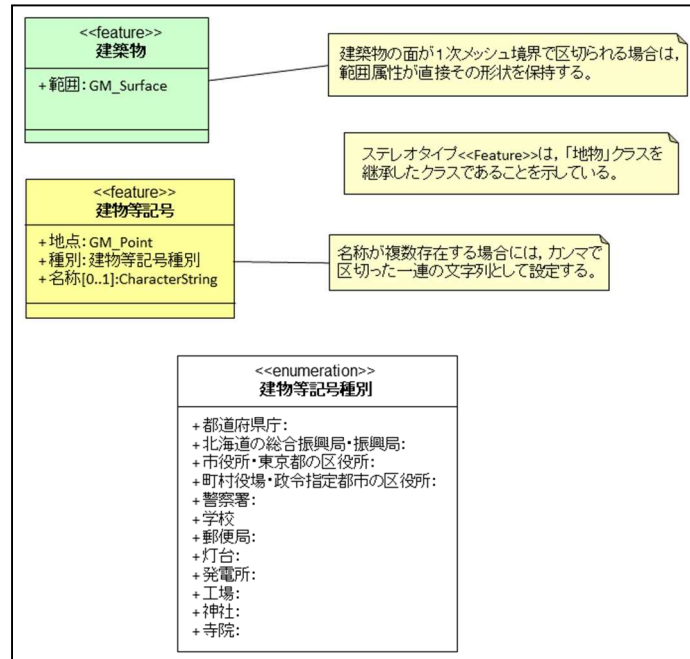 <<feature>>
建築物
+範囲:GM_Surface
建築物の面が1次メッシュ境界で区切られる場合は,
範囲属性が直接その形状を保持する。
ステレオタイプ<<Feature>>は,「地物」クラスを
継承したクラスであることを示している。
<<feature>>
建物等記号
+地点:GM_Point
+種別:建物等記号種別
+名称[0..1]:CharacterString
名称が複数存在する場合には,カンマで
区切った一連の文字列として設定する。
<<enumeration>>
建物等記号種別
+都道府県庁:
+北海道の総合振興局・振興局:
+市役所・東京都の区役所:
+町村役場・政令指定都市の区役所:
+警察署:
+学校
+郵便局:
+灯台:
+発電所:
+工場:
+神社:
+寺院: